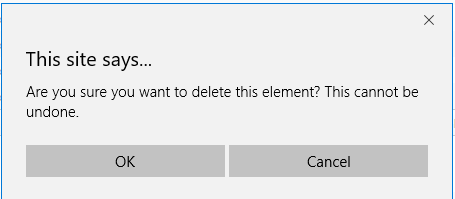 This site says...
Are you sure you want to delete this element? This cannot be
undone.
OK
Cancel